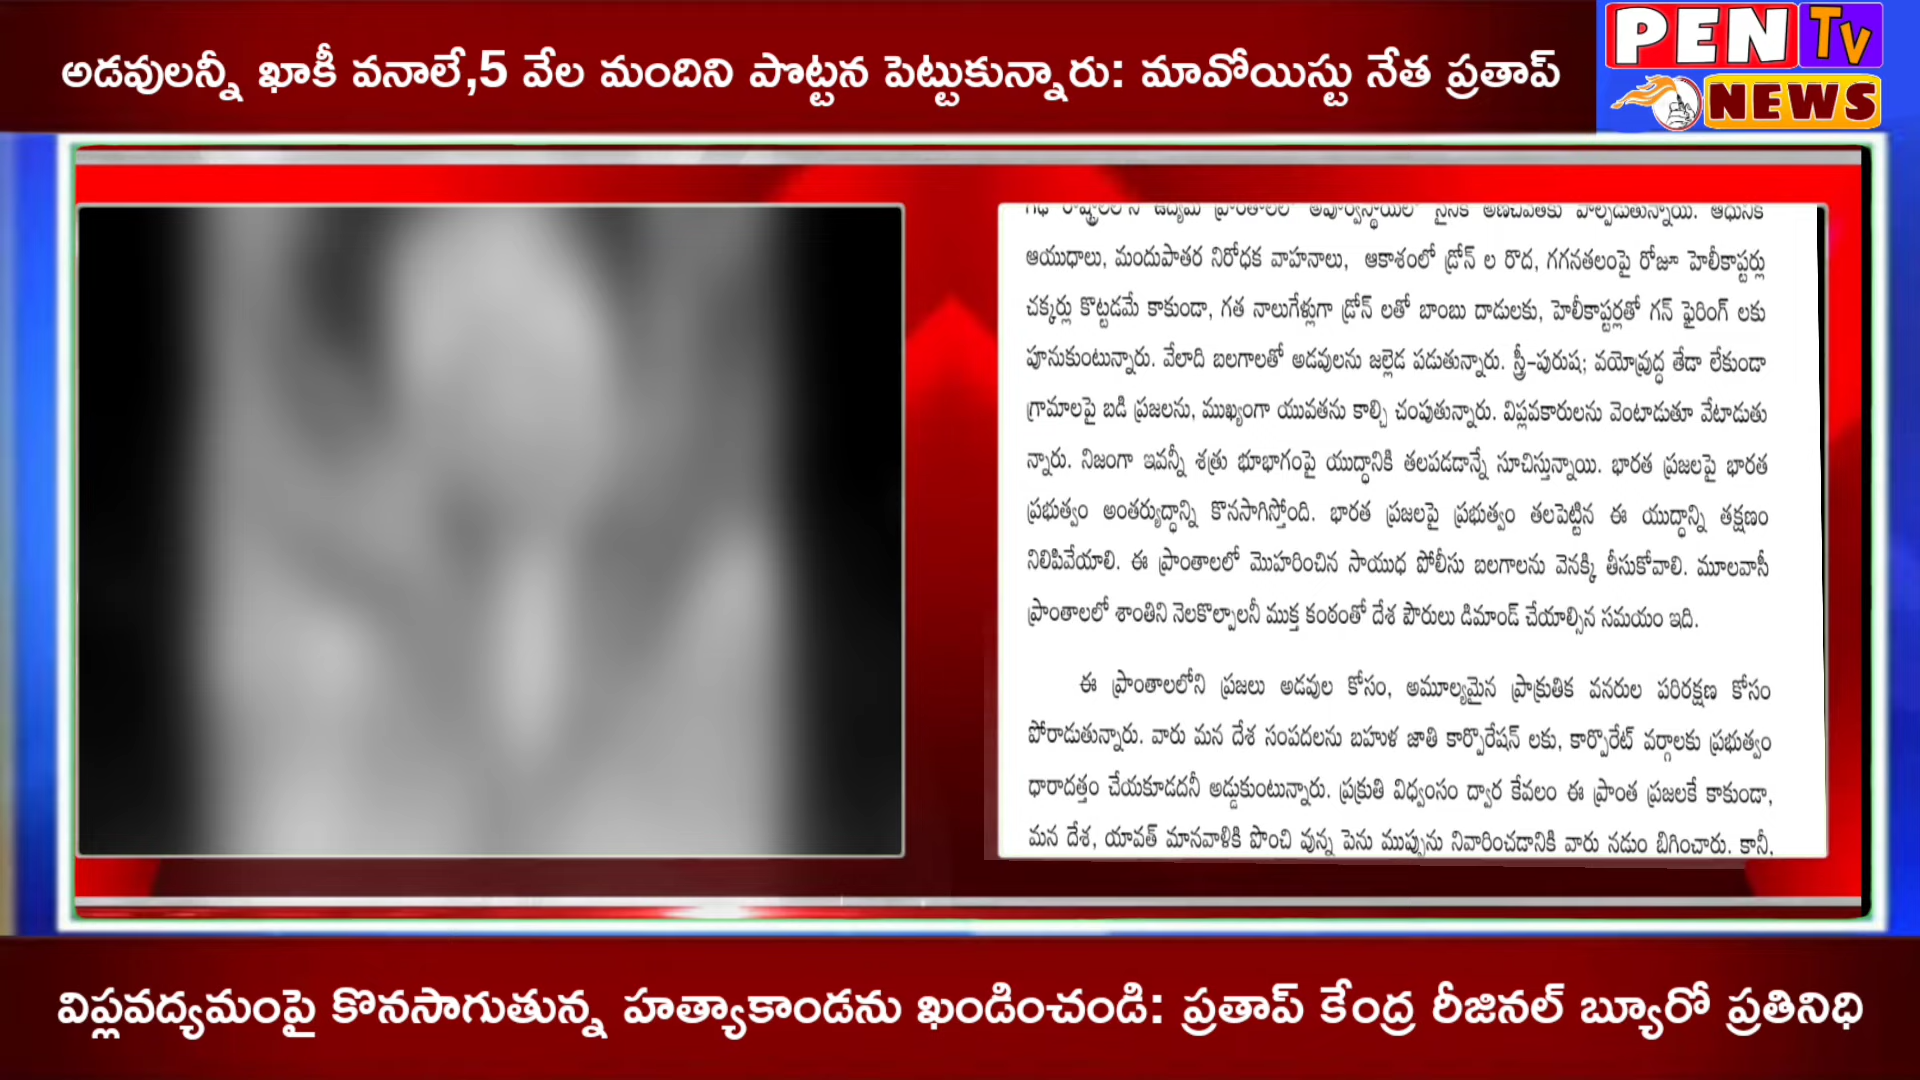 అడవులన్నీ ఖాకీ వనాలే,5 వేల మందిని పొట్టన పెట్టుకున్నారు: మావోయిస్టు నేత ప్రతాప్
PEN TV
NEWS
ఆయుధాలు, మందుపాతర నిరోధక వాహనాలు, ఆకాశంలో డ్రోన్ ల రొద, గగనతలంపై రోజూ హెలీకాప్టర్లు
చక్కర్లు కొట్టడమే కాకుండా, గత నాలుగేళ్లుగా డ్రోన్ లతో బాంబు దాడులకు, హెలీకాప్టర్లతో గన్ ఫైరింగ్ లకు
పూనుకుంటున్నారు. వేలాది బలగాలతో అడవులను జల్లెడ పడుతున్నారు. స్త్రీ-పురుష; వయోవ్రుద్ధ తేడా లేకుండా
గ్రామాలపై బడి ప్రజలను, ముఖ్యంగా యువతను కాల్చి చంపుతున్నారు. విప్లవకారులను వెంటాడుతూ వేటాడుతు
న్నారు. నిజంగా ఇవన్నీ శత్రు భూభాగంపై యుద్ధానికి తలపడడాన్నే సూచిస్తున్నాయి. భారత ప్రజలపై భారత
ప్రభుత్వం అంతర్యుద్ధాన్ని కొనసాగిస్తోంది. భారత ప్రజలపై ప్రభుత్వం తలపెట్టిన ఈ యుద్ధాన్ని తక్షణం
నిలిపివేయాలి. ఈ ప్రాంతాలలో మొహరించిన సాయుధ పోలీసు బలగాలను వెనక్కి తీసుకోవాలి. మూలవాసీ
ప్రాంతాలలో శాంతిని నెలకొల్పాలనీ ముక్త కంఠంతో దేశ పౌరులు డిమాండ్ చేయాల్సిన సమయం ఇది.
ఈ ప్రాంతాలలోని ప్రజలు అడవుల కోసం, అమూల్యమైన ప్రాక్రుతిక వనరుల పరిరక్షణ కోసం
పోరాడుతున్నారు. వారు మన దేశ సంపదలను బహుళ జాతి కార్పొరేషన్ లకు, కార్పొరేట్ వర్గాలకు ప్రభుత్వం
ధారాదత్తం చేయకూడదనీ అడ్డుకుంటున్నారు. ప్రక్రుతి విధ్వంసం ద్వార కేవలం ఈ ప్రాంత ప్రజలకే కాకుండా,
మన దేశ, యావత్ మానవాళికి పొంచి వున్న పెను ముప్పును నివారించడానికి వారు నడుం బిగించారు. కానీ,
విప్లవద్యమంపై కొనసాగుతున్న హత్యాకాండను ఖండించండి: ప్రతాప్ కేంద్ర రీజినల్ బ్యూరో ప్రతినిధి